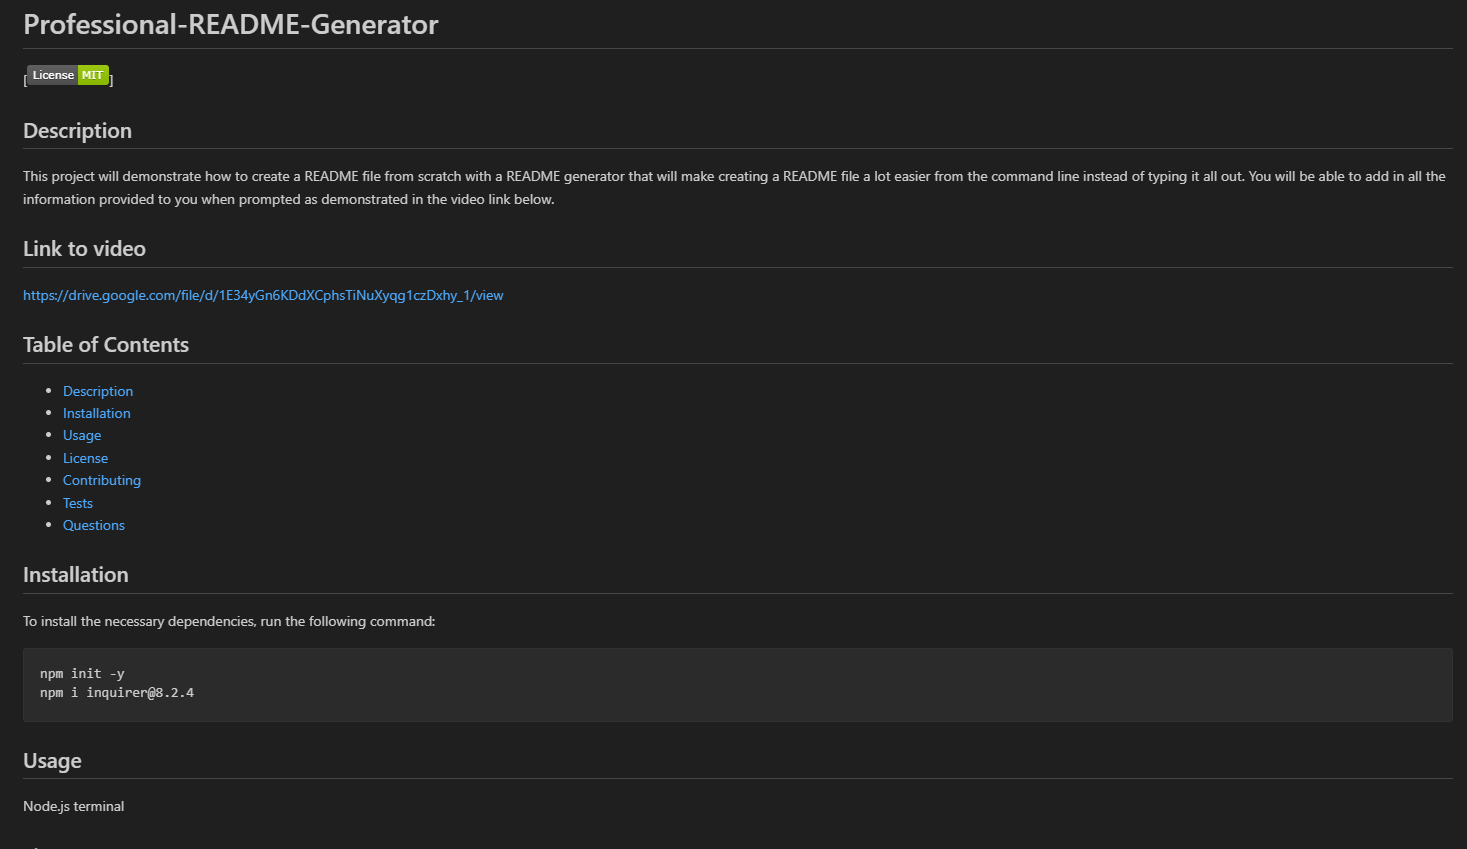 Professional-README-Generator
[License MIT]
Description
This project will demonstrate how to create a README file from scratch with a README generator that will make creating a README file a lot easier from the command line instead of typing it all out. You will be able to add in all the
information provided to you when prompted as demonstrated in the video link below.
Link to video
https://drive.google.com/file/d/1E34yGn6KDdXCphsTiNuXyqg1czDxhy_1/view
Table of Contents
• Description
• Installation
• Usage
• License
• Contributing
• Tests
• Questions
Installation
To install the necessary dependencies, run the following command:
npm init -y
npm i inquirer@8.2.4
Usage
Node.js terminal